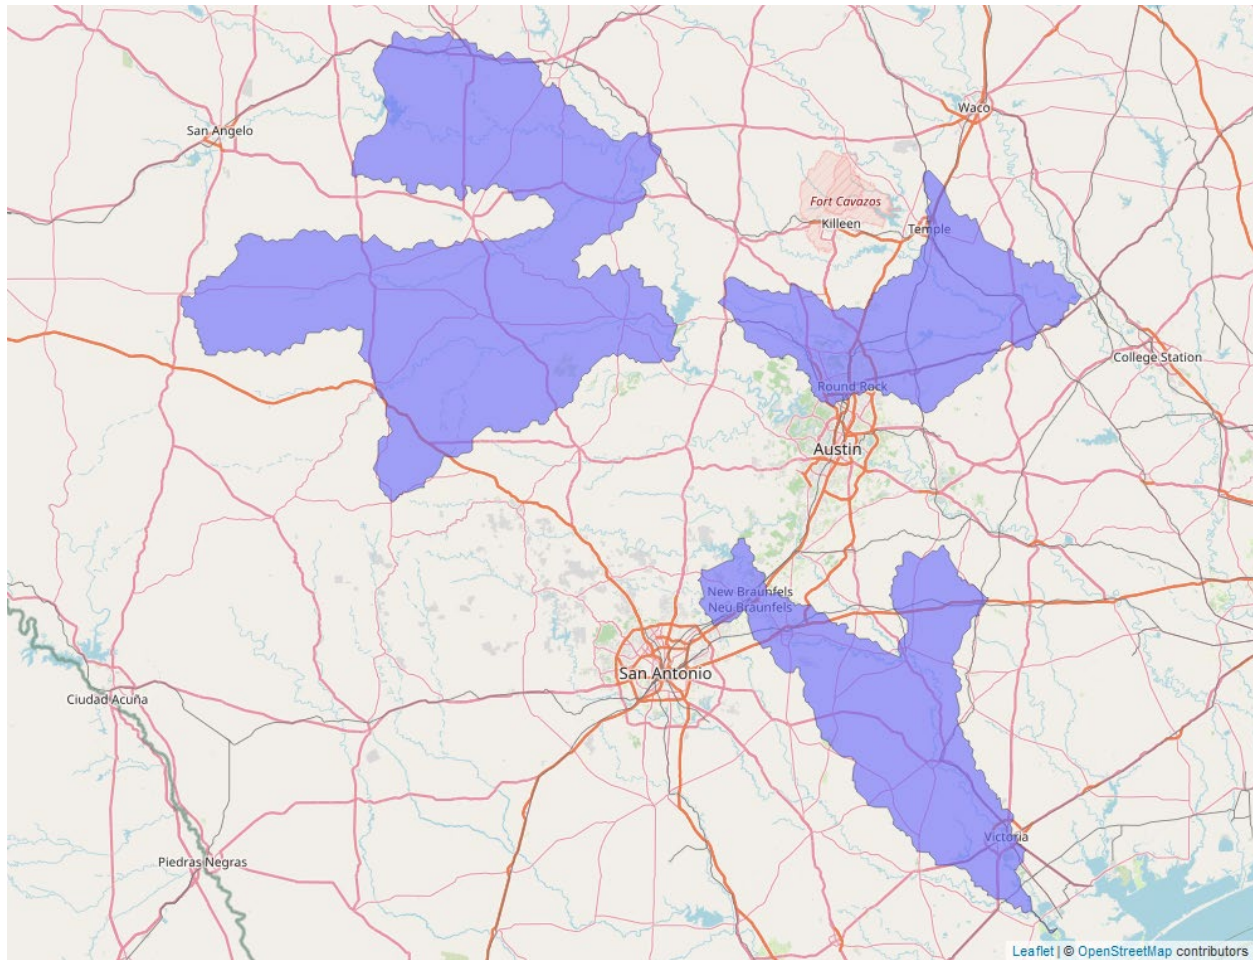 Waco
San Angelo
Fort Cavazos
Killeen
Temple
College Station
Round Rock
Austin
New Braunfels
Neu Braunfels
San Antonio
Ciudad Acuña
Victoria
Piedras Negras
Leaflet | © OpenStreetMap contributors